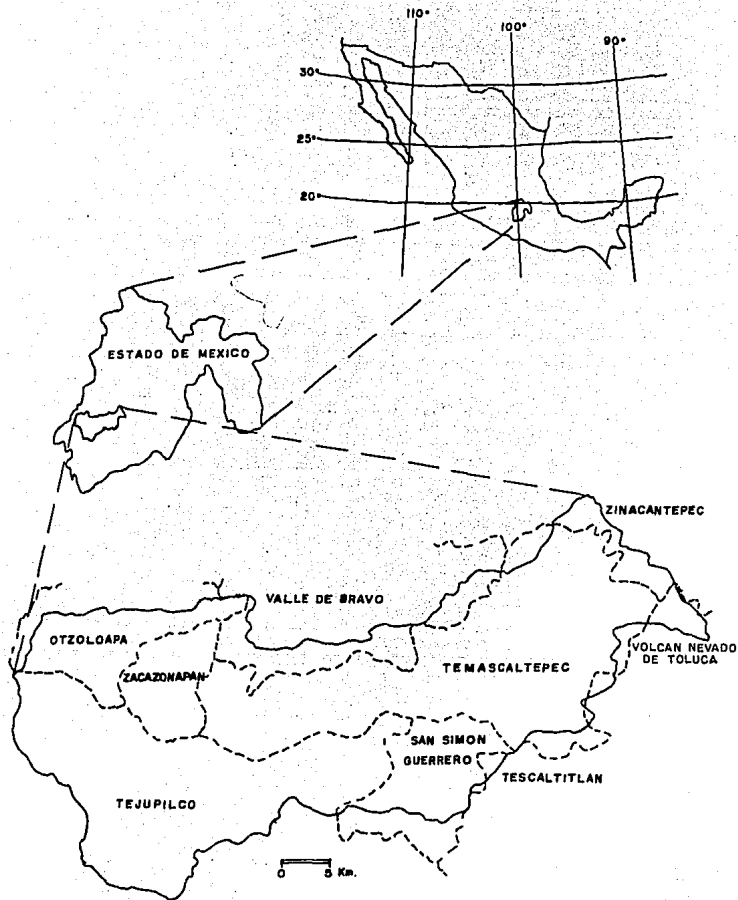 110°
100°
90°
30°
25°
20°
ESTADO DE MEXICO
ZINACANTEPEC
VALLE DE BRAVO
OTZOLOAPA
VOLCAN NEVADO
DE TOLUCA
TEMASCALTEPEC
ZACAZONAPAN
SAN SIMON
GUERRERO
TESCALTITLAN
TEJUPILCO
0 5 Km.